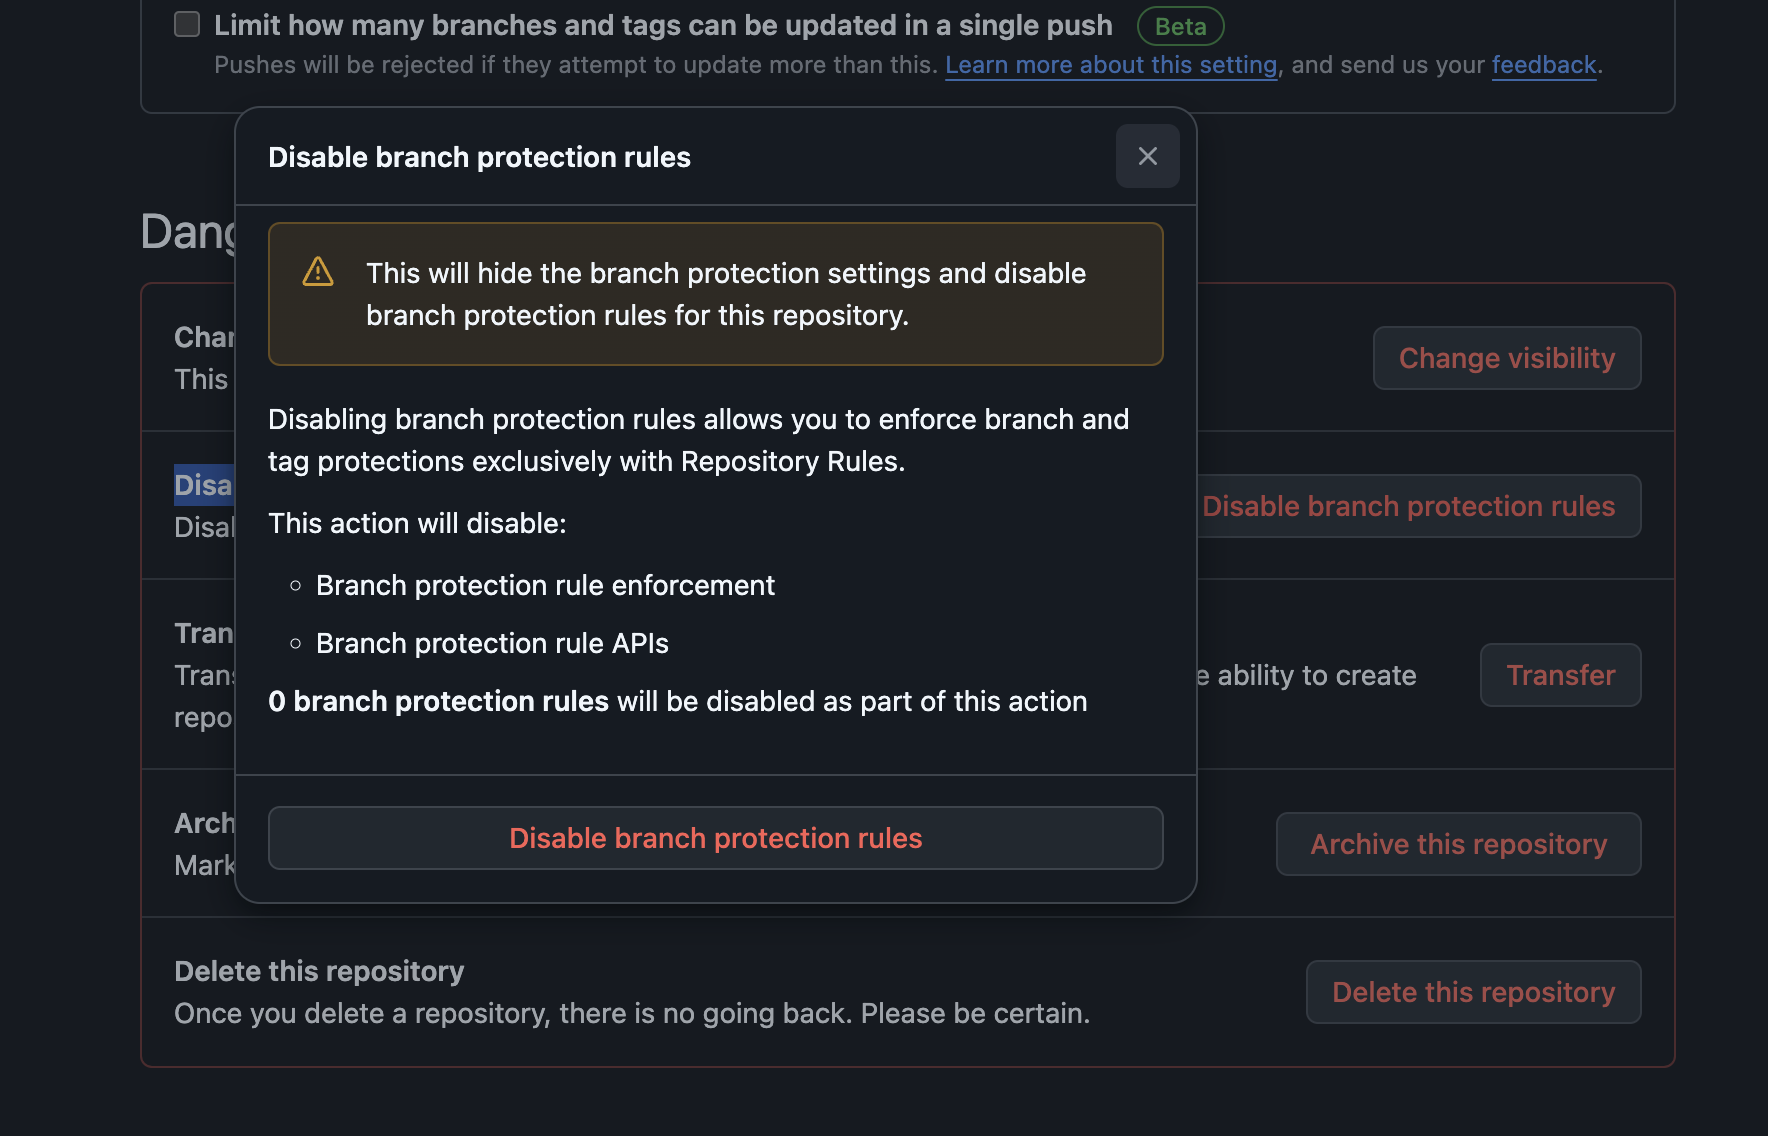 Limit how many branches and tags can be updated in a single push Beta
Pushes will be rejected if they attempt to update more than this. Learn more about this setting, and send us your feedback.
Disable branch protection rules
This will hide the branch protection settings and disable
branch protection rules for this repository.
Disabling branch protection rules allows you to enforce branch and
tag protections exclusively with Repository Rules.
This action will disable:
Branch protection rule enforcement
Branch protection rule APIs
0 branch protection rules will be disabled as part of this action
Disable branch protection rules
Dang
Chan
This
Change visibility
Disa
Disal
Disable branch protection rules
Tran
Trans
repo
e ability to create
Transfer
Arch
Mark
Archive this repository
Delete this repository
Once you delete a repository, there is no going back. Please be certain.
Delete this repository